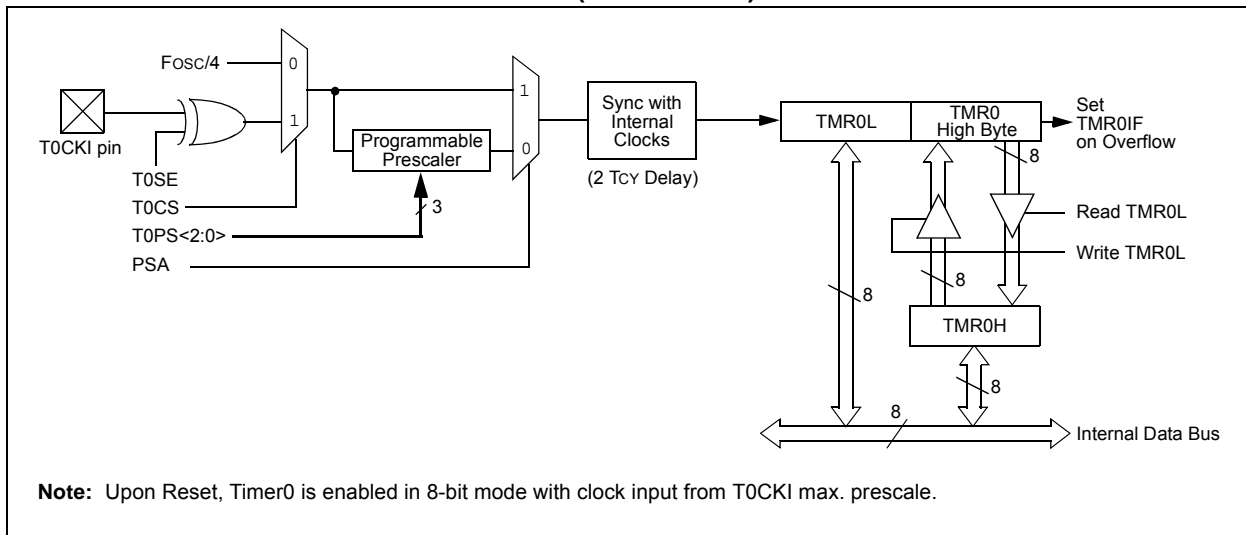 FOSC/4
0
1
T0CKI pin
T0SE
T0CS
T0PS<2:0>
PSA
Programmable
Prescaler
3
1
0
Sync with
Internal
Clocks
(2 TCY Delay)
TMR0L
TMR0
High Byte
Set
TMR0IF
on Overflow
8
Read TMR0L
Write TMR0L
8
8
TMR0H
8
8
Internal Data Bus
Note: Upon Reset, Timer0 is enabled in 8-bit mode with clock input from T0CKI max. prescale.